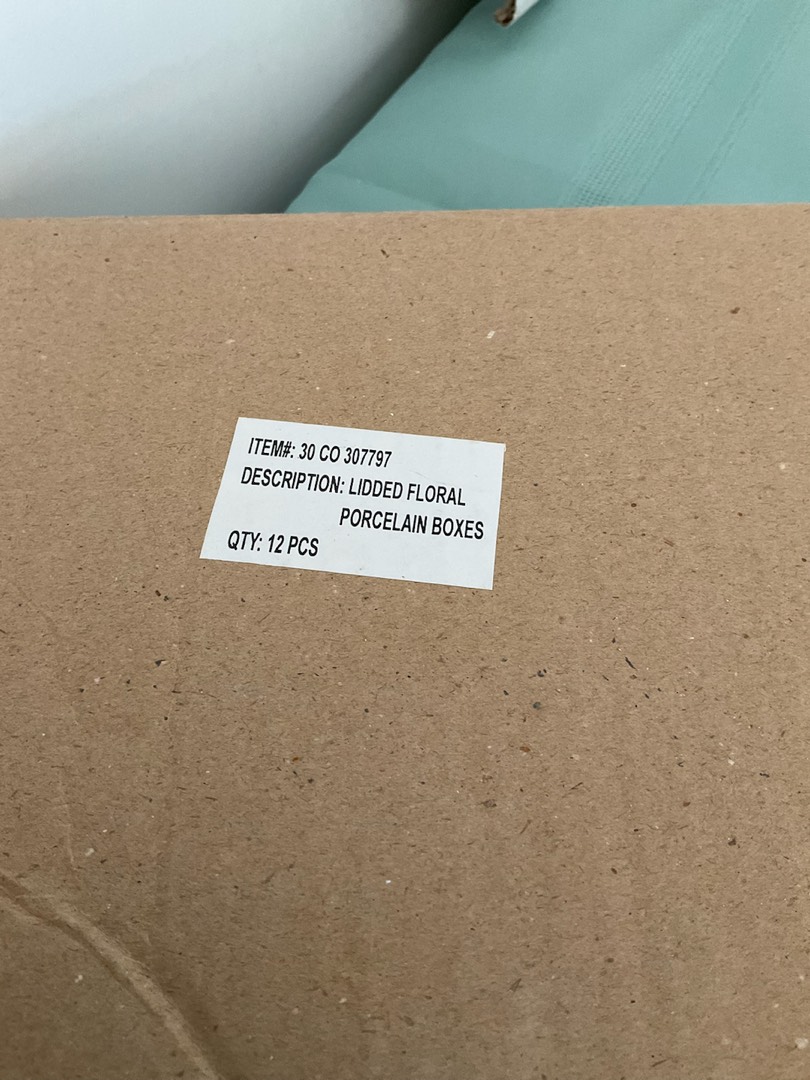 ITEM#: 30 CO 307797
DESCRIPTION: LIDDED FLORAL
PORCELAIN BOXES
QTY: 12 PCS